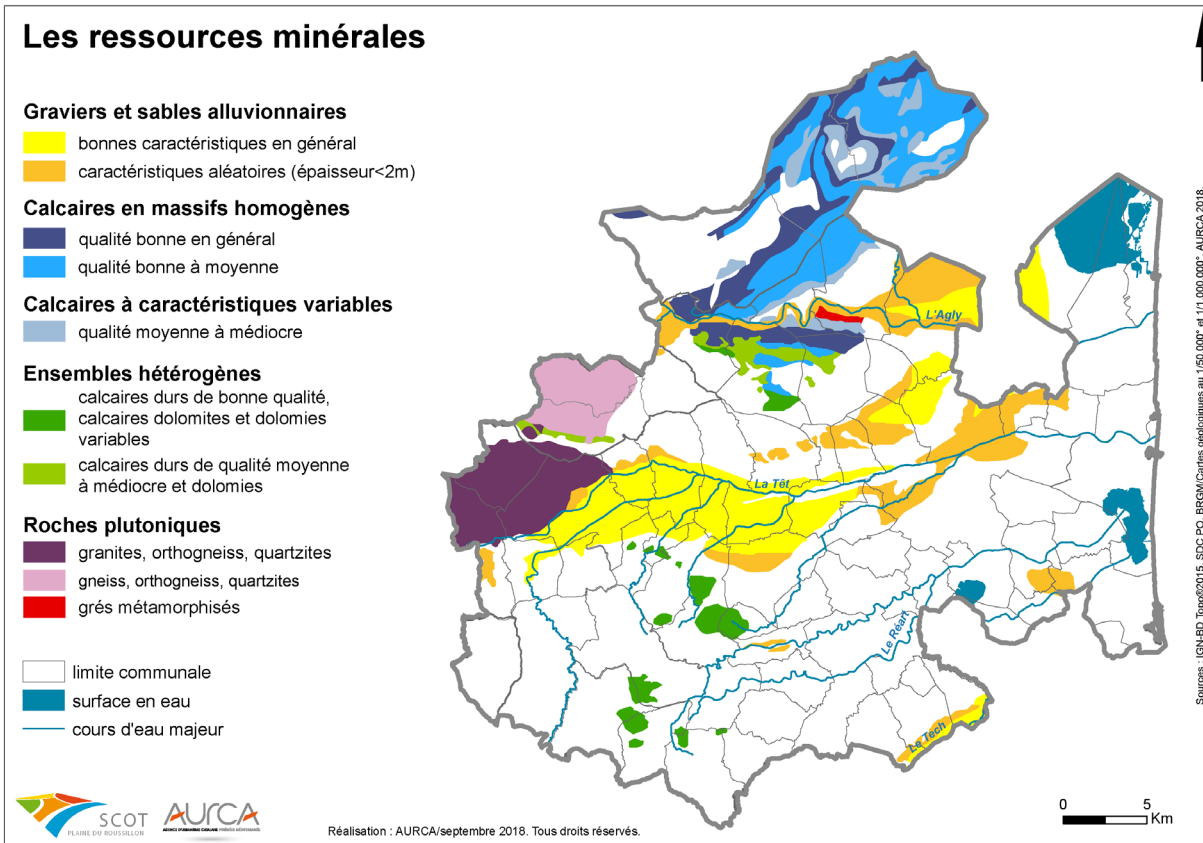 Les ressources minérales
Graviers et sables alluvionnaires
bonnes caractéristiques en général
caractéristiques aléatoires (épaisseur<2m)
Calcaires en massifs homogènes
qualité bonne en général
qualité bonne à moyenne
Calcaires à caractéristiques variables
qualité moyenne à médiocre
Ensembles hétérogènes
calcaires durs de bonne qualité,
calcaires dolomites et dolomies
variables
calcaires durs de qualité moyenne
à médiocre et dolomies
Roches plutoniques
granites, orthogneiss, quartzites
gneiss, orthogneiss, quartzites
grés métamorphisés
limite communale
surface en eau
cours d'eau majeur
L'Agly
La Têt
Le Réart
Le Tech
0 5
Km
SCOT
PLAINE DU ROUSSILLON
AURCA
AGENCE D'URBANISME CATALANE PYRÉNÉES MÉDITERRANÉE
Réalisation : AURCA/septembre 2018. Tous droits réservés.
Sources : IGN-BD Topo®2015, SDC PO, BRGM/Cartes géologiques au 1/50 000° et 1/1 000 000°, AURCA 2018.